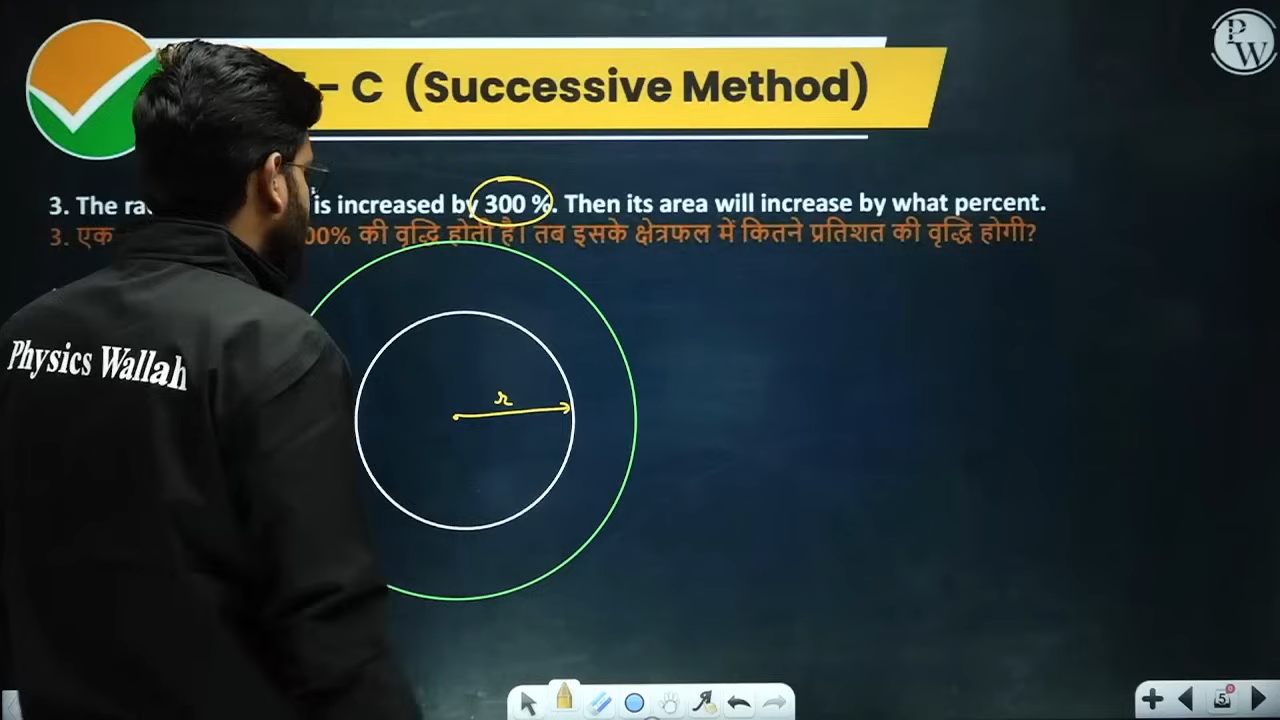 - C (Successive Method)
P
W
3. The is increased by 300 %. Then its area will increase by what percent.
3. एक 00% की वृद्धि होती है। तब इसके क्षेत्रफल में कितने प्रतिशत की वृद्धि होगी?
Physics Wallah
r
5